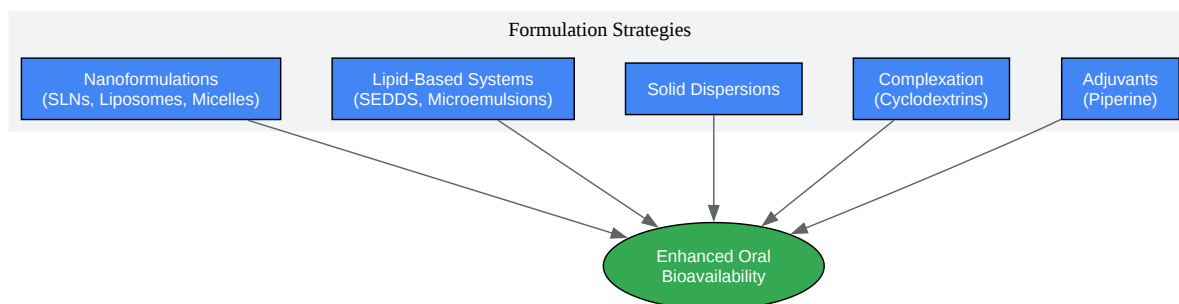 Formulation Strategies
Nanoformulations
(SLNs, Liposomes, Micelles)
Lipid-Based Systems
(SEDDS, Microemulsions)
Solid Dispersions
Complexation
(Cyclodextrins)
Adjuvants
(Piperine)
Enhanced Oral
Bioavailability